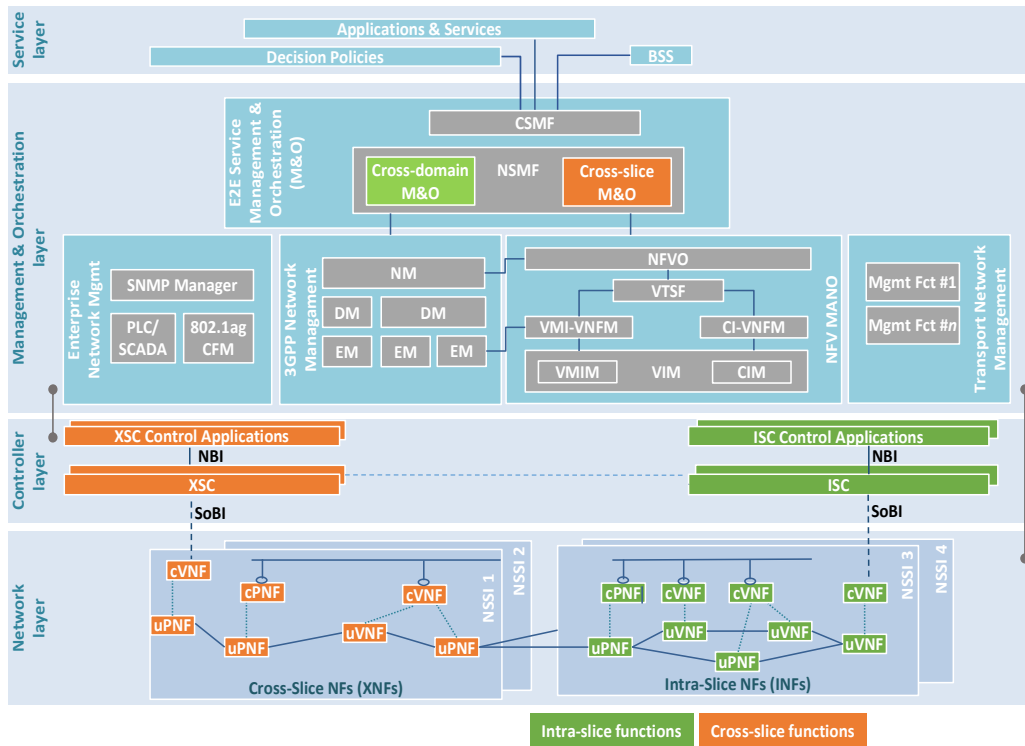 Service
layer
Applications & Services
Decision Policies
BSS
Management & Orchestration
layer
E2E Service
Management &
Orchestration
(M&O)
CSMF
NSMF
Cross-domain
M&O
Cross-slice
M&O
Enterprise
Network Mgmt
SNMP Manager
PLC/
SCADA
802.1ag
CFM
3GPP Network
Managament
NM
DM
DM
EM
EM
EM
NFV MANO
NFVO
VTSF
VMI-VNFM
CI-VNFM
VMIM
VIM
CIM
Transport Network
Management
Mgmt Fct #1
Mgmt Fct #n
Controller
layer
XSC Control Applications
NBI
XSC
SoBI
ISC Control Applications
NBI
ISC
SoBI
Network
layer
NSSI 2
NSSI 1
cVNF
cPNF
cVNF
uPNF
uVNF
uPNF
uPNF
Cross-Slice NFs (XNFs)
NSSI 4
NSSI 3
cPNF
cVNF
cVNF
cVNF
uVNF
uVNF
uPNF
uPNF
uVNF
Intra-Slice NFs (INFs)
Intra-slice functions
Cross-slice functions